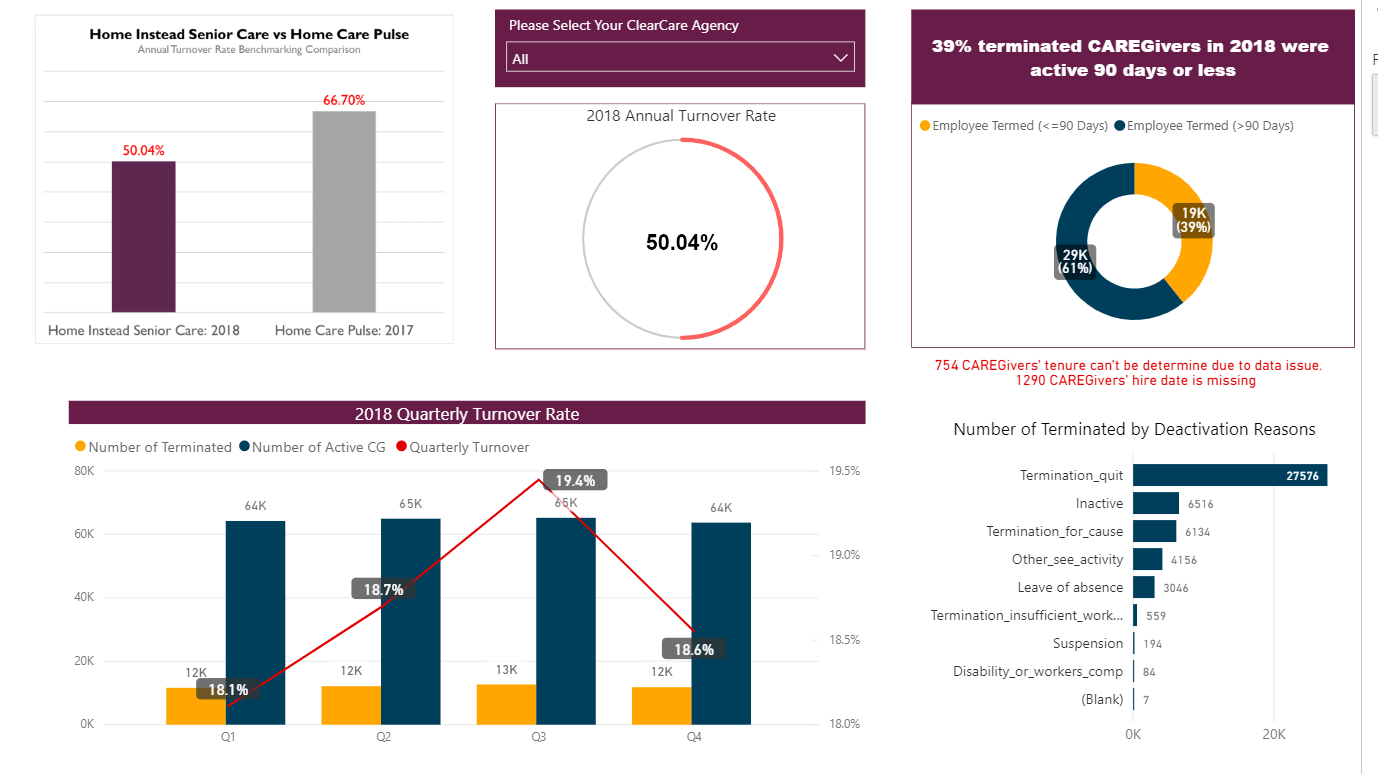 Home Instead Senior Care vs Home Care Pulse
Annual Turnover Rate Benchmarking Comparison
66.70%
50.04%
Home Instead Senior Care: 2018
Home Care Pulse: 2017
Please Select Your ClearCare Agency
All
2018 Annual Turnover Rate
50.04%
39% terminated CAREGivers in 2018 were
active 90 days or less
Employee Termed (<=90 Days)
Employee Termed (>90 Days)
19K
(39%)
29K
(61%)
754 CAREGivers' tenure can't be determine due to data issue.
1290 CAREGivers' hire date is missing
2018 Quarterly Turnover Rate
Number of Terminated
Number of Active CG
Quarterly Turnover
80K
60K
40K
20K
0K
19.5%
19.0%
18.5%
18.0%
64K
65K
65K
64K
12K
12K
13K
12K
18.1%
18.7%
19.4%
18.6%
Q1
Q2
Q3
Q4
Number of Terminated by Deactivation Reasons
Termination_quit 27576
Inactive 6516
Termination_for_cause 6134
Other_see_activity 4156
Leave of absence 3046
Termination_insufficient_work... 559
Suspension 194
Disability_or_workers_comp 84
(Blank) 7
0K
20K